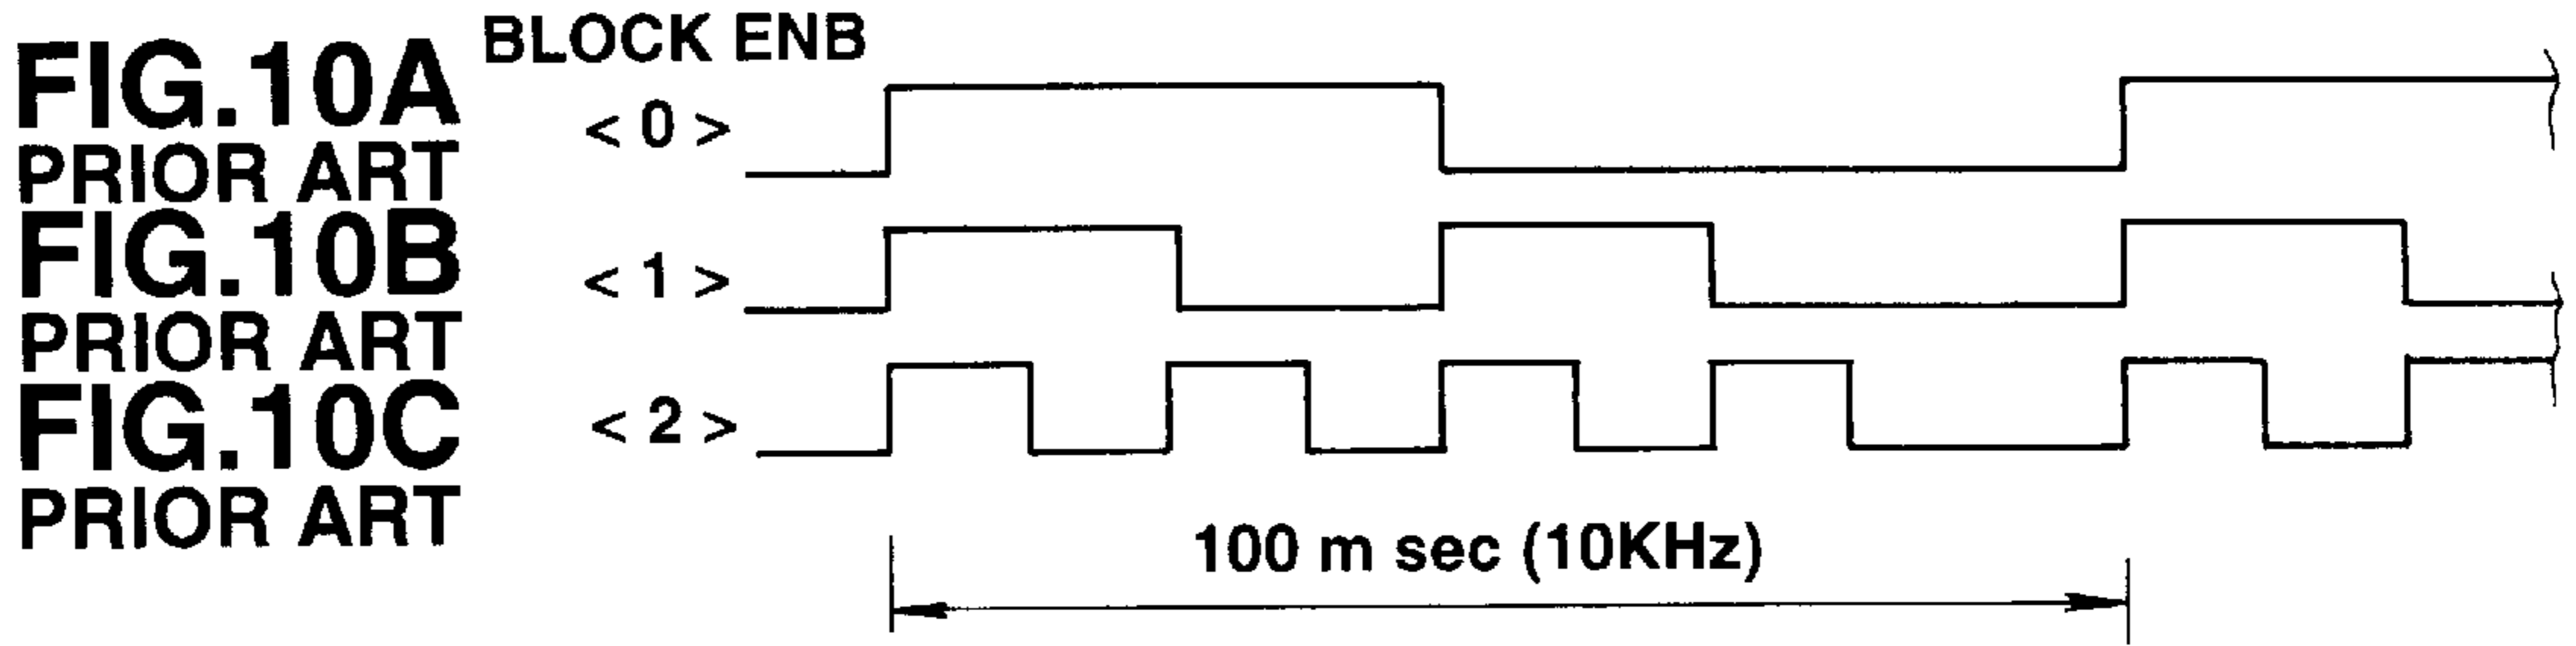 BLOCK ENB
FIG.10A
< 0 >
PRIOR ART
FIG.10B
< 1 >
PRIOR ART
FIG.10C
< 2 >
PRIOR ART
100 m sec (10KHz)